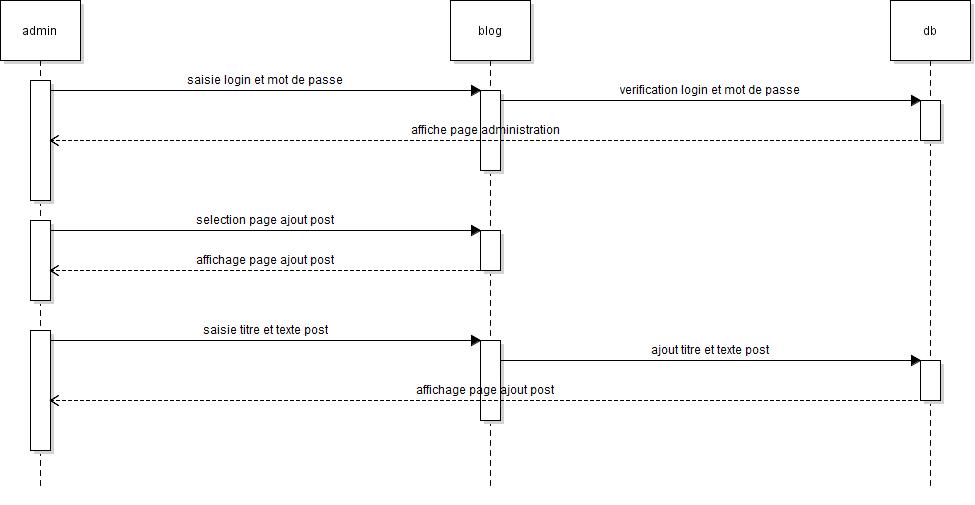 admin
blog
db
saisie login et mot de passe
verification login et mot de passe
affiche page administration
selection page ajout post
affichage page ajout post
saisie titre et texte post
ajout titre et texte post
affichage page ajout post